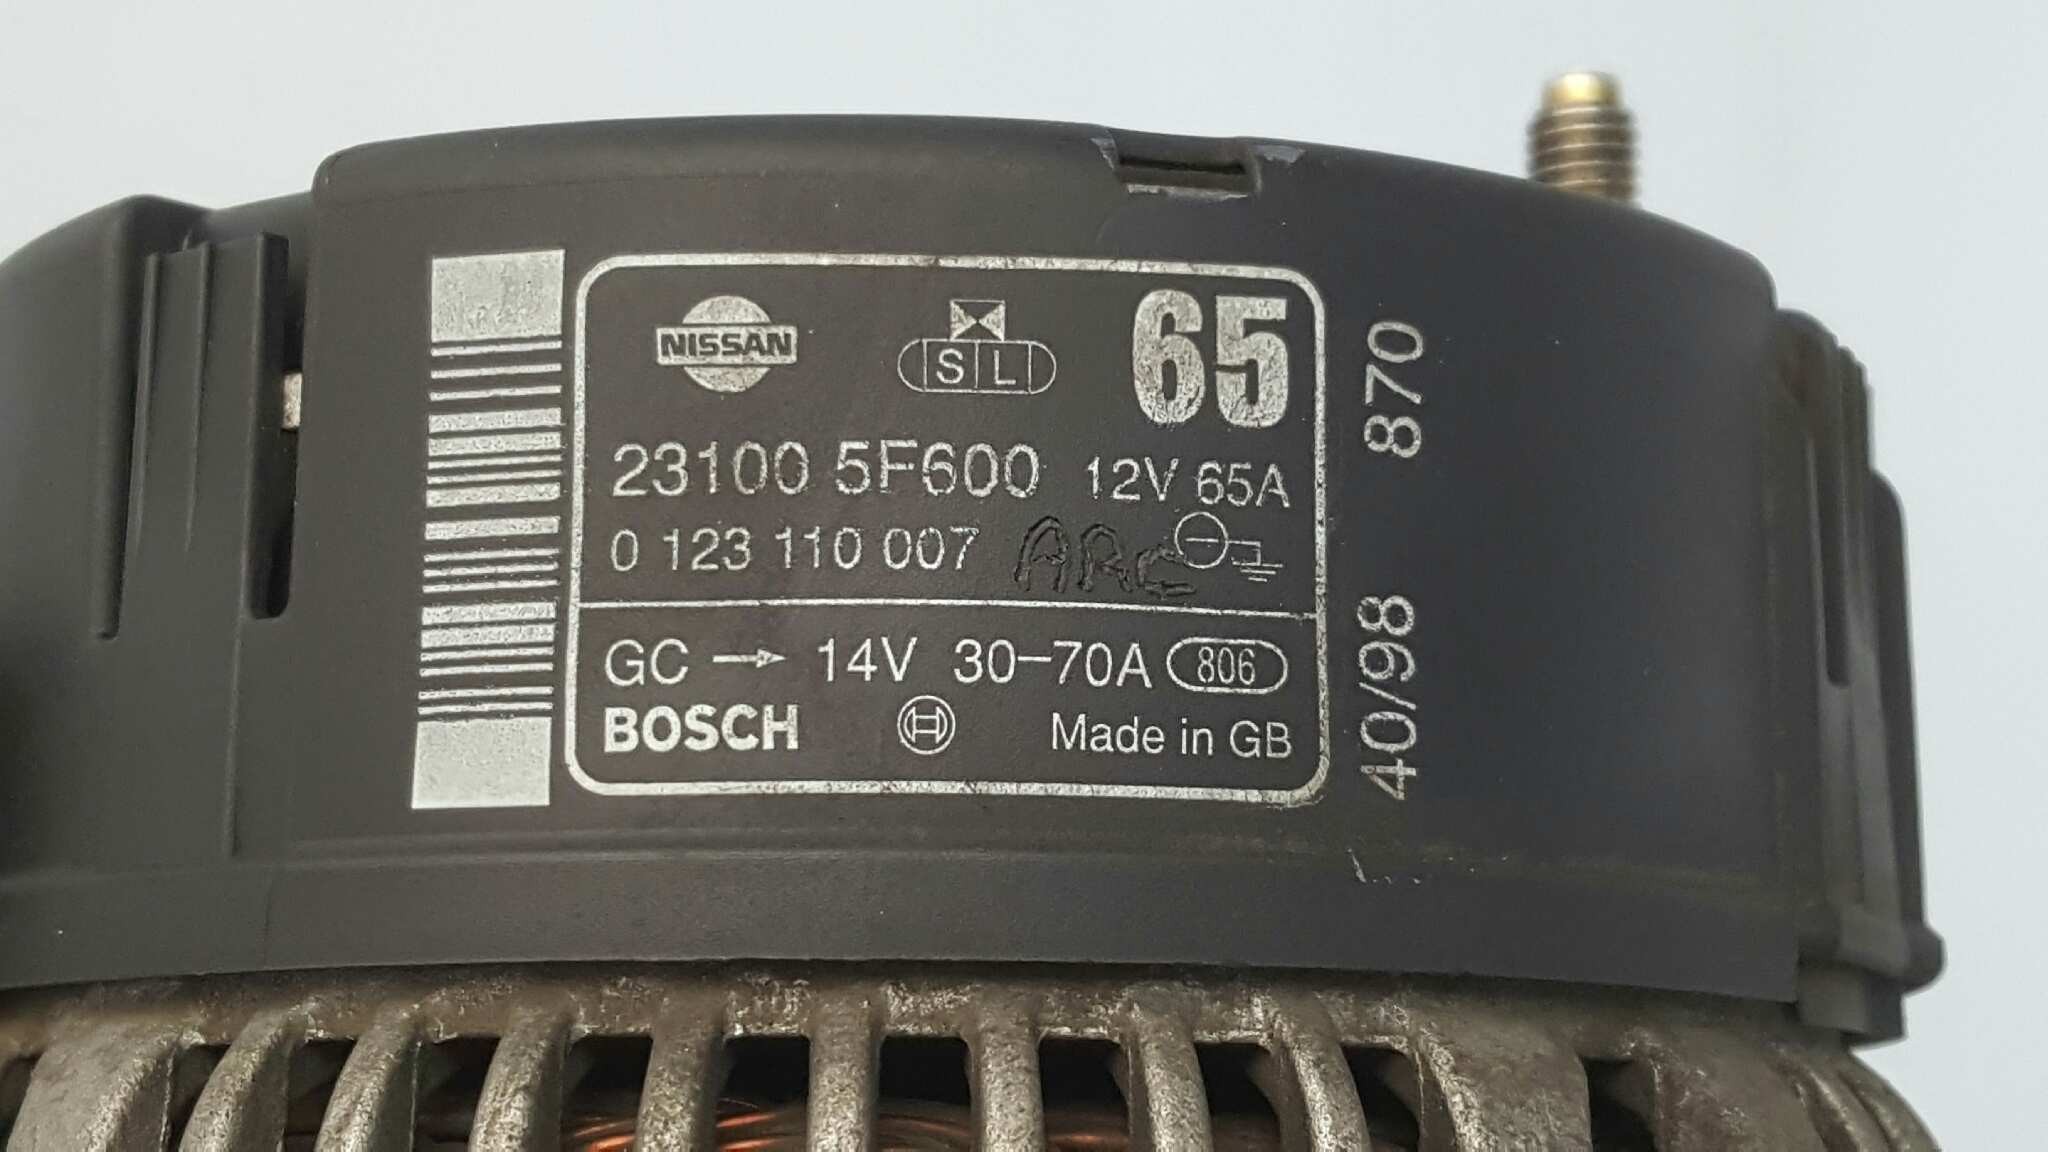 NISSAN
S L
65
23100 5F600 12V 65A
0 123 110 007 ARC
GC → 14V 30-70A 806
BOSCH Made in GB
870
40/98